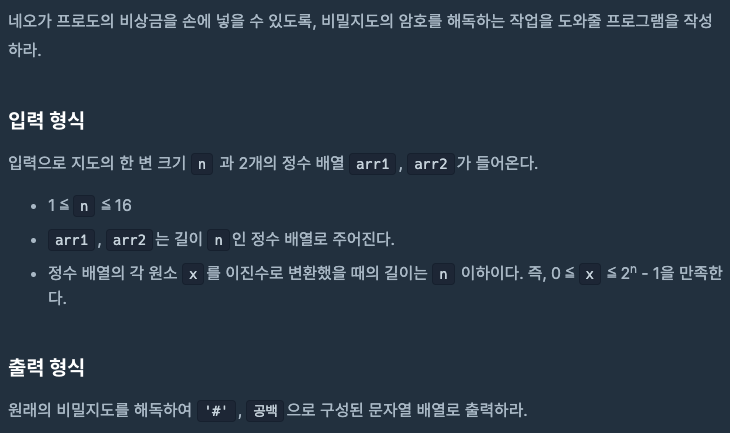 네오가 프로도의 비상금을 손에 넣을 수 있도록, 비밀지도의 암호를 해독하는 작업을 도와줄 프로그램을 작성
하라.
입력 형식
입력으로 지도의 한 변 크기 n 과 2개의 정수 배열 arr1 , arr2 가 들어온다.
• 1 ≦ n ≦ 16
• arr1 , arr2 는 길이 n 인 정수 배열로 주어진다.
• 정수 배열의 각 원소 x 를 이진수로 변환했을 때의 길이는 n 이하이다. 즉, 0 ≦ x ≦ 2ⁿ - 1을 만족한
다.
출력 형식
원래의 비밀지도를 해독하여 '#' , 공백 으로 구성된 문자열 배열로 출력하라.